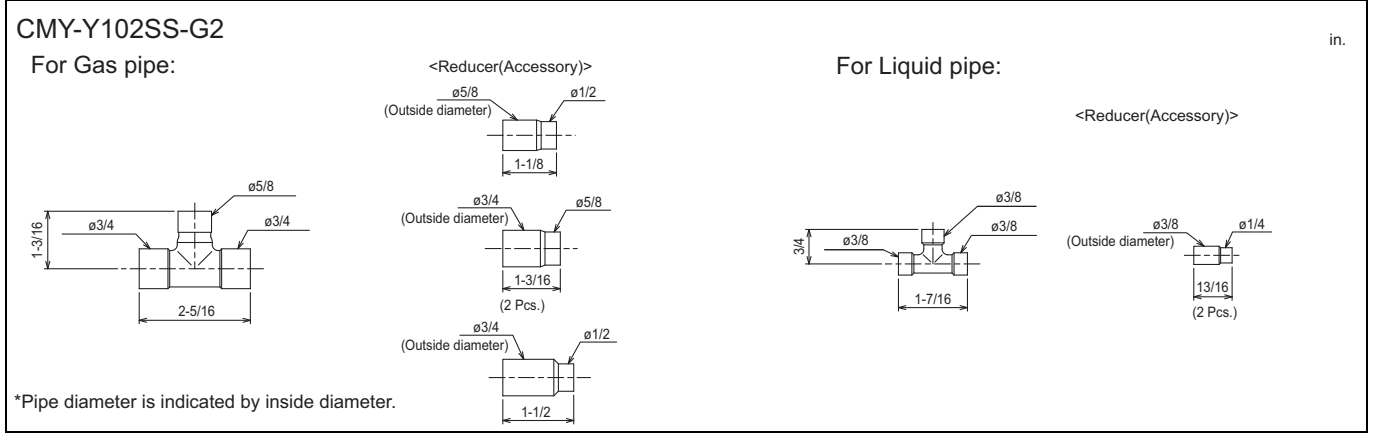 CMY-Y102SS-G2
in.
For Gas pipe:
<Reducer(Accessory)>
ø5/8
(Outside diameter)
ø1/2
1-1/8
ø5/8
ø3/4
ø3/4
1-3/16
2-5/16
ø3/4
(Outside diameter)
ø5/8
1-3/16
(2 Pcs.)
ø3/4
(Outside diameter)
ø1/2
1-1/2
For Liquid pipe:
<Reducer(Accessory)>
ø3/8
ø3/8
ø3/8
3/4
1-7/16
ø3/8
(Outside diameter)
ø1/4
13/16
(2 Pcs.)
*Pipe diameter is indicated by inside diameter.